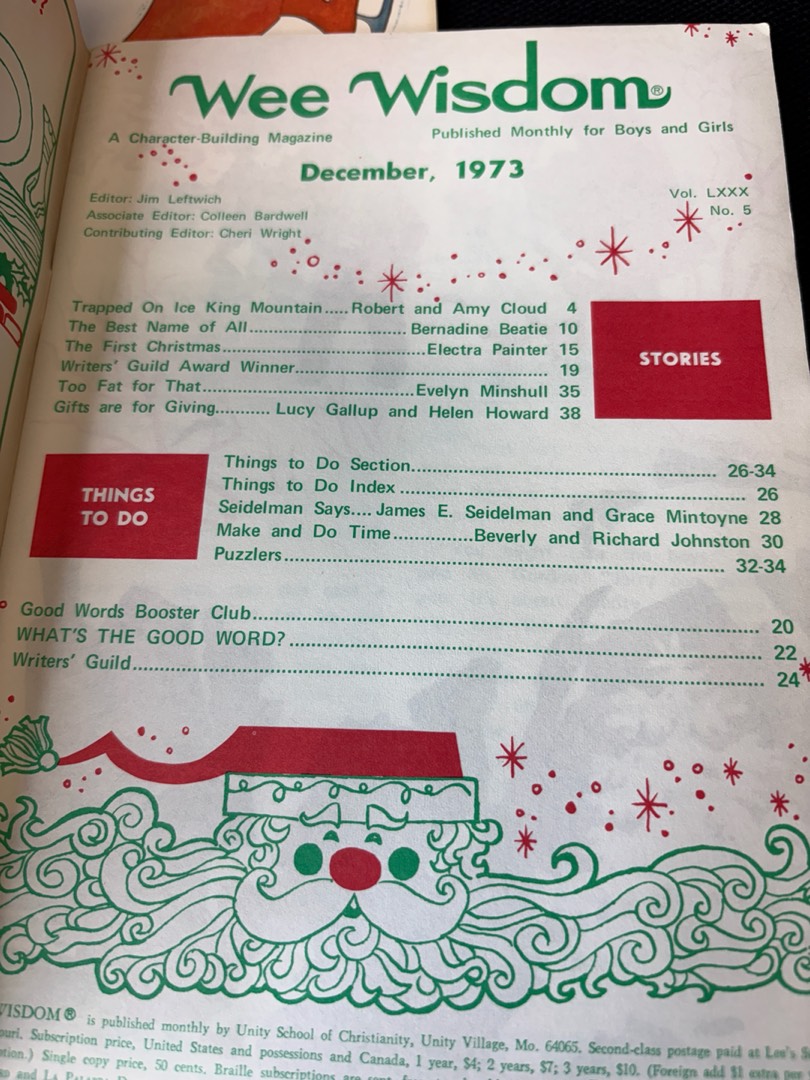 Wee Wisdom®
A Character-Building Magazine
Published Monthly for Boys and Girls
December, 1973
Editor: Jim Leftwich
Associate Editor: Colleen Bardwell
Contributing Editor: Cheri Wright
Vol. LXXX
No. 5
Trapped On Ice King Mountain..... Robert and Amy Cloud 4
The Best Name of All................................ Bernadine Beatie 10
The First Christmas..........................................Electra Painter 15
Writers' Guild Award Winner.................................................... 19
Too Fat for That...........................................Evelyn Minshull 35
Gifts are for Giving........... Lucy Gallup and Helen Howard 38
STORIES
THINGS
TO DO
Things to Do Section............................................................ 26-34
Things to Do Index .................................................................... 26
Seidelman Says.... James E. Seidelman and Grace Mintoyne 28
Make and Do Time...............Beverly and Richard Johnston 30
Puzzlers.................................................................................. 32-34
Good Words Booster Club.................................................................................... 20
WHAT'S THE GOOD WORD? .............................................................................. 22
Writers' Guild...................................................................................................... 24
WISDOM® is published monthly by Unity School of Christianity, Unity Village, Mo. 64065. Second-class postage paid at Lee's
Subscription price, United States and possessions and Canada, 1 year, $4; 2 years, $7; 3 years, $10. (Foreign add $1 extra per
Single copy price, 50 cents. Braille subscriptions are